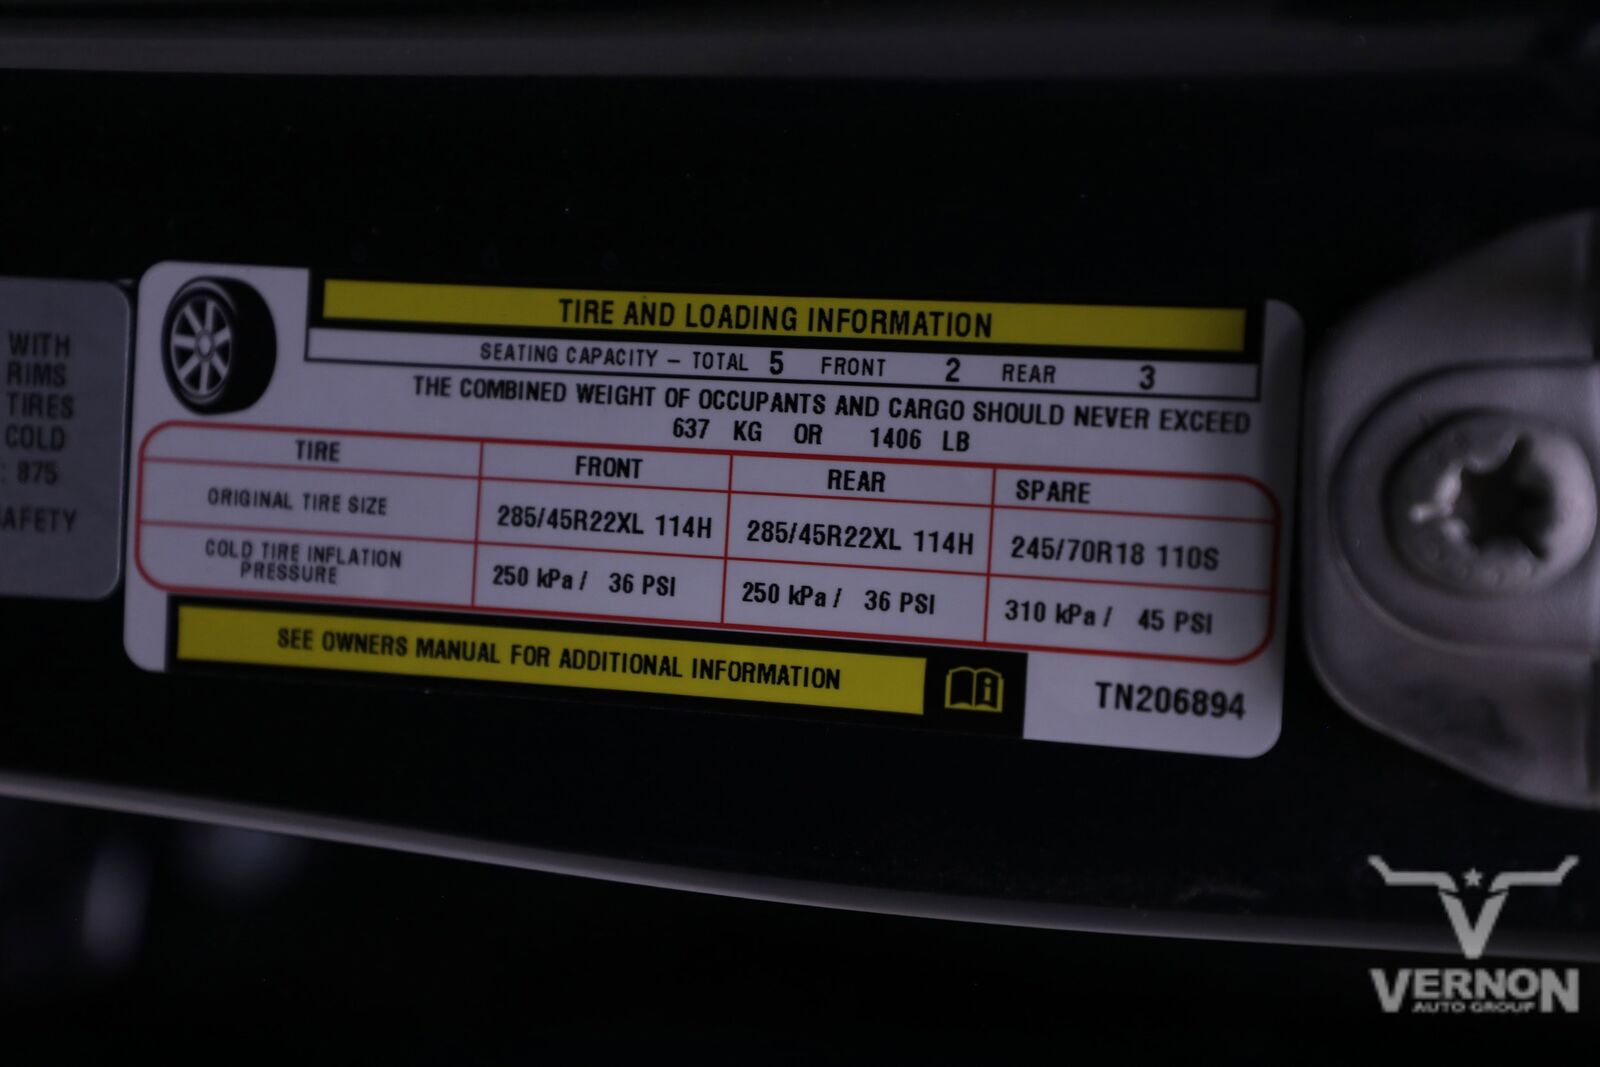 WITH
RIMS
TIRES
COLD
: 875
SAFETY
TIRE AND LOADING INFORMATION
SEATING CAPACITY – TOTAL 5 FRONT 2 REAR 3
THE COMBINED WEIGHT OF OCCUPANTS AND CARGO SHOULD NEVER EXCEED
637 KG OR 1406 LB
TIRE FRONT REAR SPARE
ORIGINAL TIRE SIZE 285/45R22XL 114H 285/45R22XL 114H 245/70R18 110S
COLD TIRE INFLATION
PRESSURE 250 kPa / 36 PSI 250 kPa / 36 PSI 310 kPa / 45 PSI
SEE OWNERS MANUAL FOR ADDITIONAL INFORMATION
TN206894
VERNON
AUTO GROUP